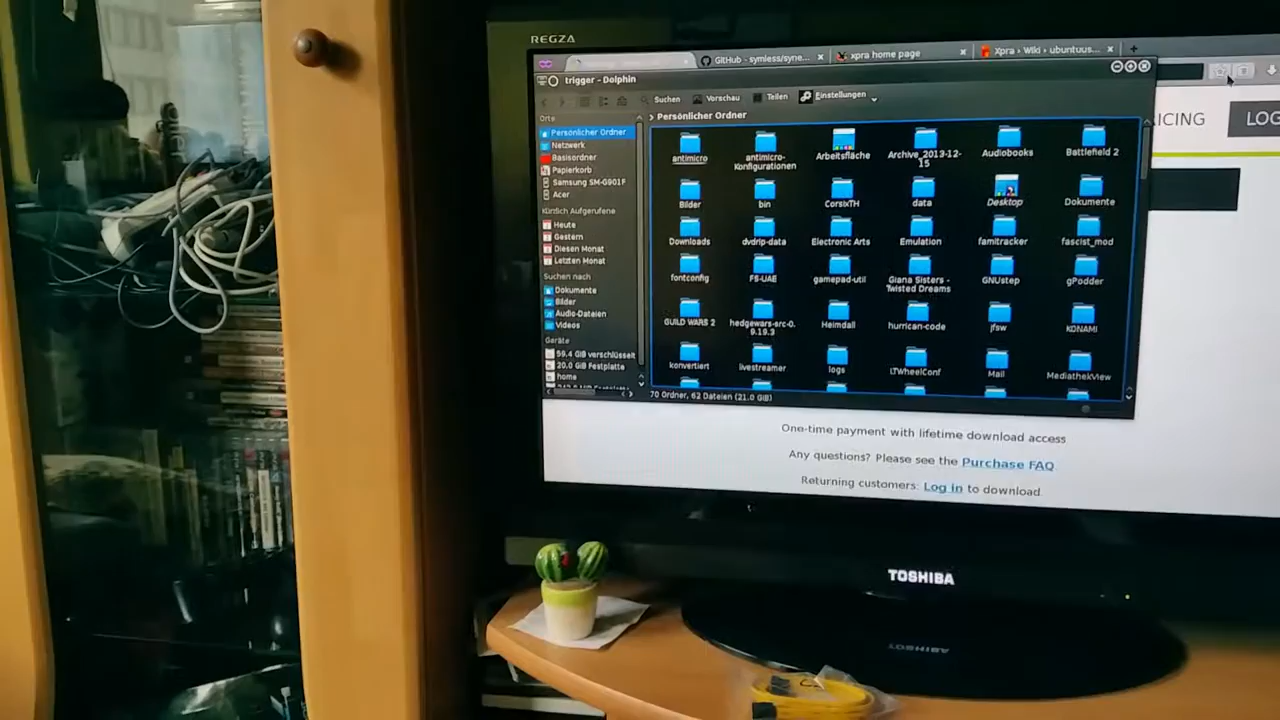 REGZA
GitHub - symless/syne...
xpra home page
Xpra › Wiki › ubuntuus...
trigger - Dolphin
Suchen
Vorschau
Teilen
Einstellungen
Persönlicher Ordner
Orte
Persönlicher Ordner
Netzwerk
Basisordner
Papierkorb
Samsung SM-G901F
Acer
Kürzlich Aufgerufene
Heute
Gestern
Diesen Monat
Letzten Monat
Suchen nach
Dokumente
Bilder
Audio-Dateien
Videos
Geräte
59.4 GiB verschlüsselt
20.0 GiB Festplatte
home
antimicro
antimicro-Konfigurationen
Arbeitsfläche
Archive_2013-12-15
Audiobooks
Battlefield 2
Bilder
bin
CorsixTH
data
Desktop
Dokumente
Downloads
dvdrip-data
Electronic Arts
Emulation
famitracker
fascist_mod
fontconfig
FS-UAE
gamepad-util
Giana Sisters - Twisted Dreams
GNUstep
gPodder
GUILD WARS 2
hedgewars-src-0.9.19.3
Heimdall
hurrican-code
jfsw
KONAMI
konvertiert
livestreamer
logs
LTWheelConf
Mail
MediathekView
70 Ordner, 62 Dateien (21.0 GiB)
RICING
LOG
One-time payment with lifetime download access
Any questions? Please see the Purchase FAQ.
Returning customers: Log in to download.
TOSHIBA